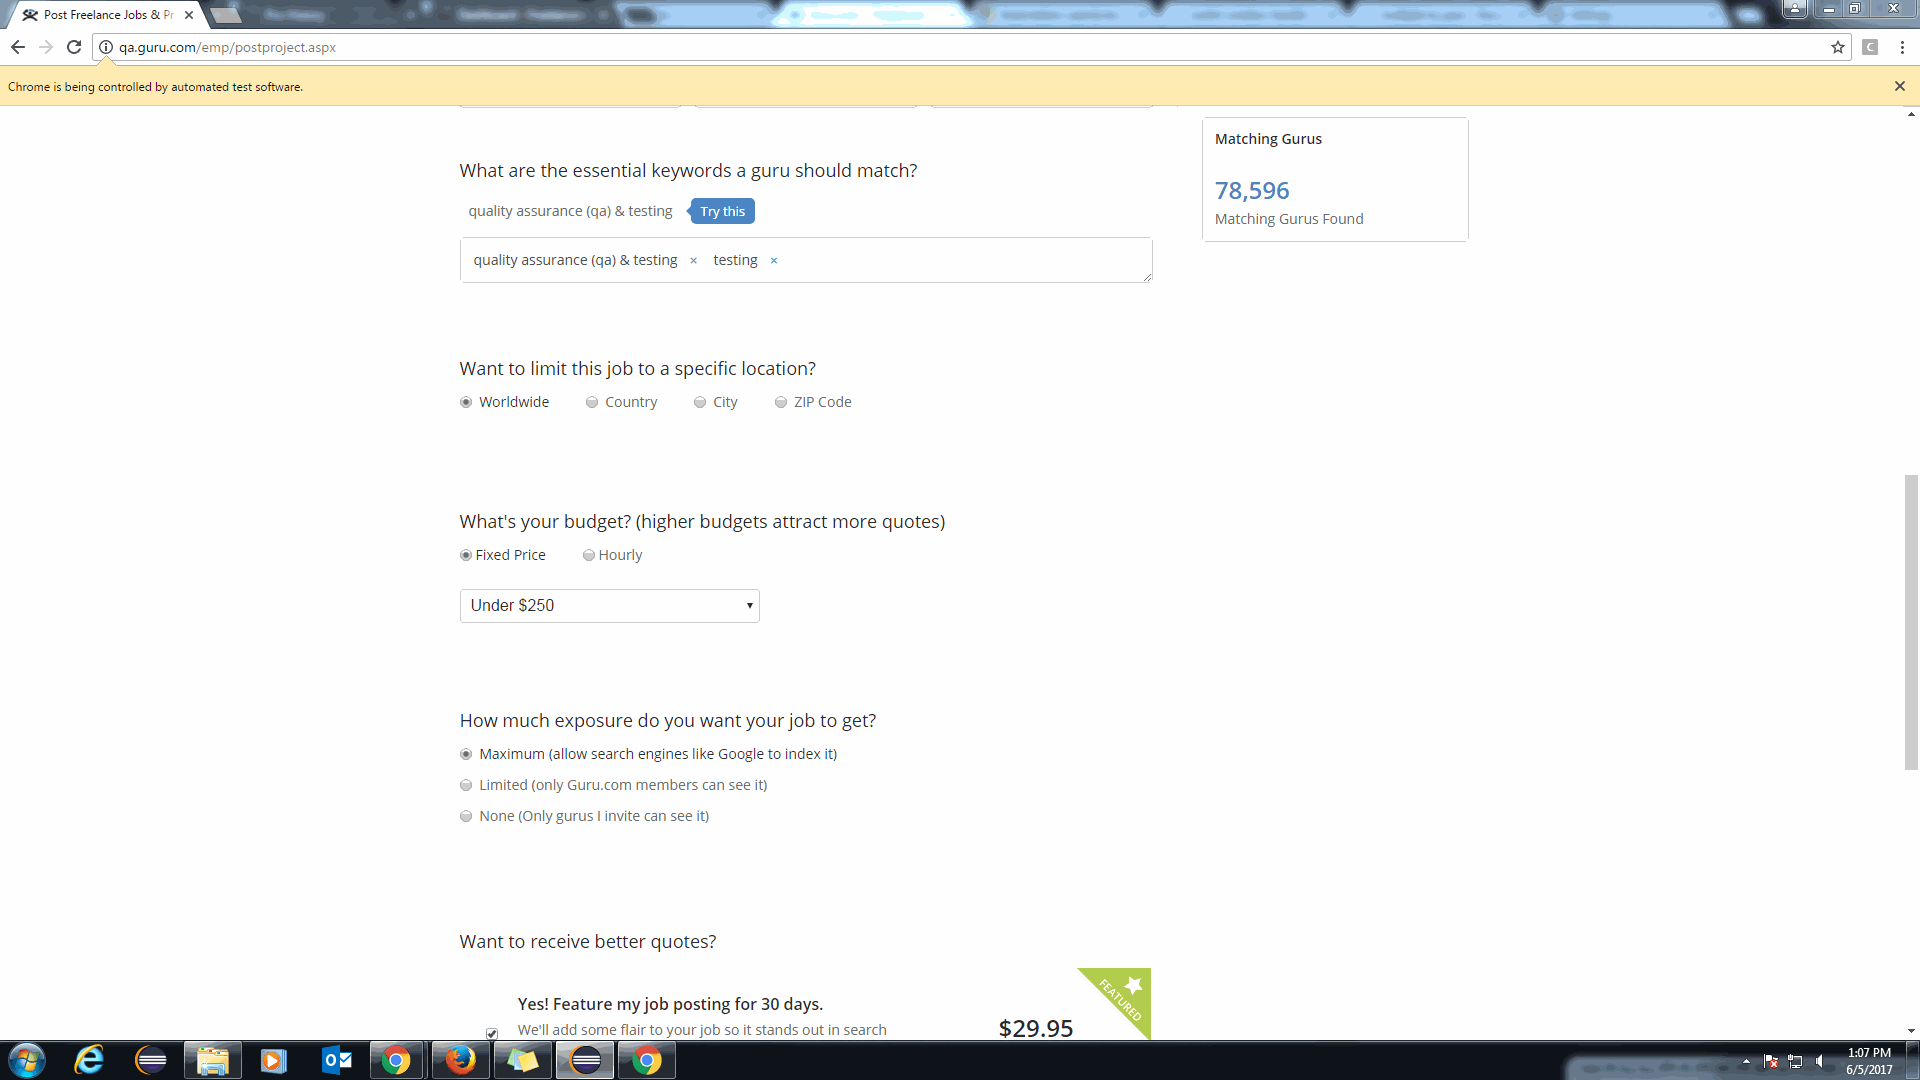 Post Freelance Jobs & Pr
qa.guru.com/emp/postproject.aspx
C
Chrome is being controlled by automated test software.
Matching Gurus
78,596
Matching Gurus Found
What are the essential keywords a guru should match?
quality assurance (qa) & testing Try this
quality assurance (qa) & testing × testing ×
Want to limit this job to a specific location?
Worldwide Country City ZIP Code
What's your budget? (higher budgets attract more quotes)
Fixed Price Hourly
Under $250
How much exposure do you want your job to get?
Maximum (allow search engines like Google to index it)
Limited (only Guru.com members can see it)
None (Only gurus I invite can see it)
Want to receive better quotes?
FEATURED
Yes! Feature my job posting for 30 days.
We'll add some flair to your job so it stands out in search
$29.95
1:07 PM
6/5/2017